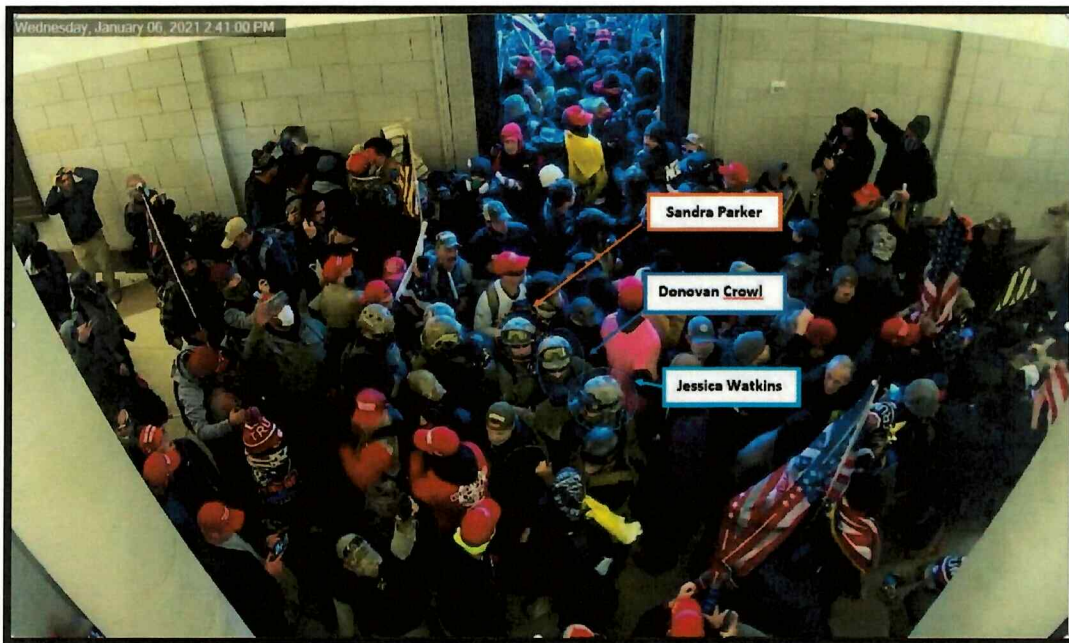 Wednesday, January 06, 2021 2:41:00 PM
Sandra Parker
Donovan Crowl
Jessica Watkins